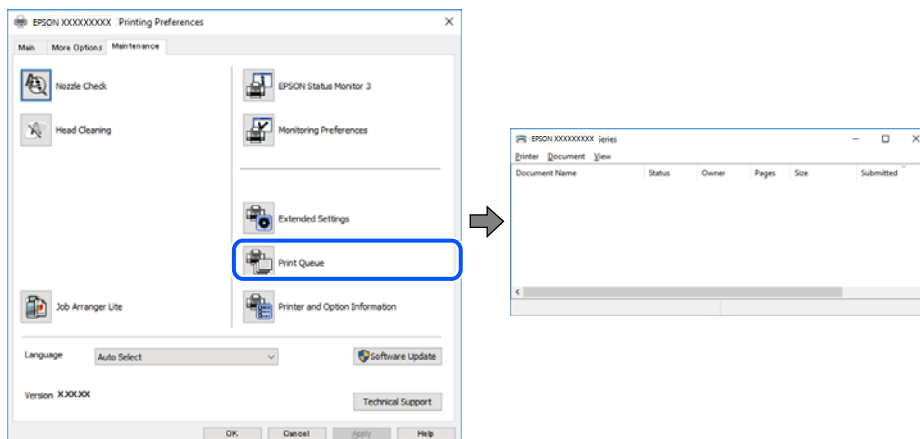 EPSON XXXXXXXXX Printing Preferences
Main More Options Maintenance
Nozzle Check
EPSON Status Monitor 3
Head Cleaning
Monitoring Preferences
Extended Settings
Print Queue
Job Arranger Lite
Printer and Option Information
Language Auto Select Software Update
Version X.XX.XX
Technical Support
OK Cancel Apply Help
EPSON XXXXXXXXX ieries
Printer Document View
Document Name Status Owner Pages Size Submitted